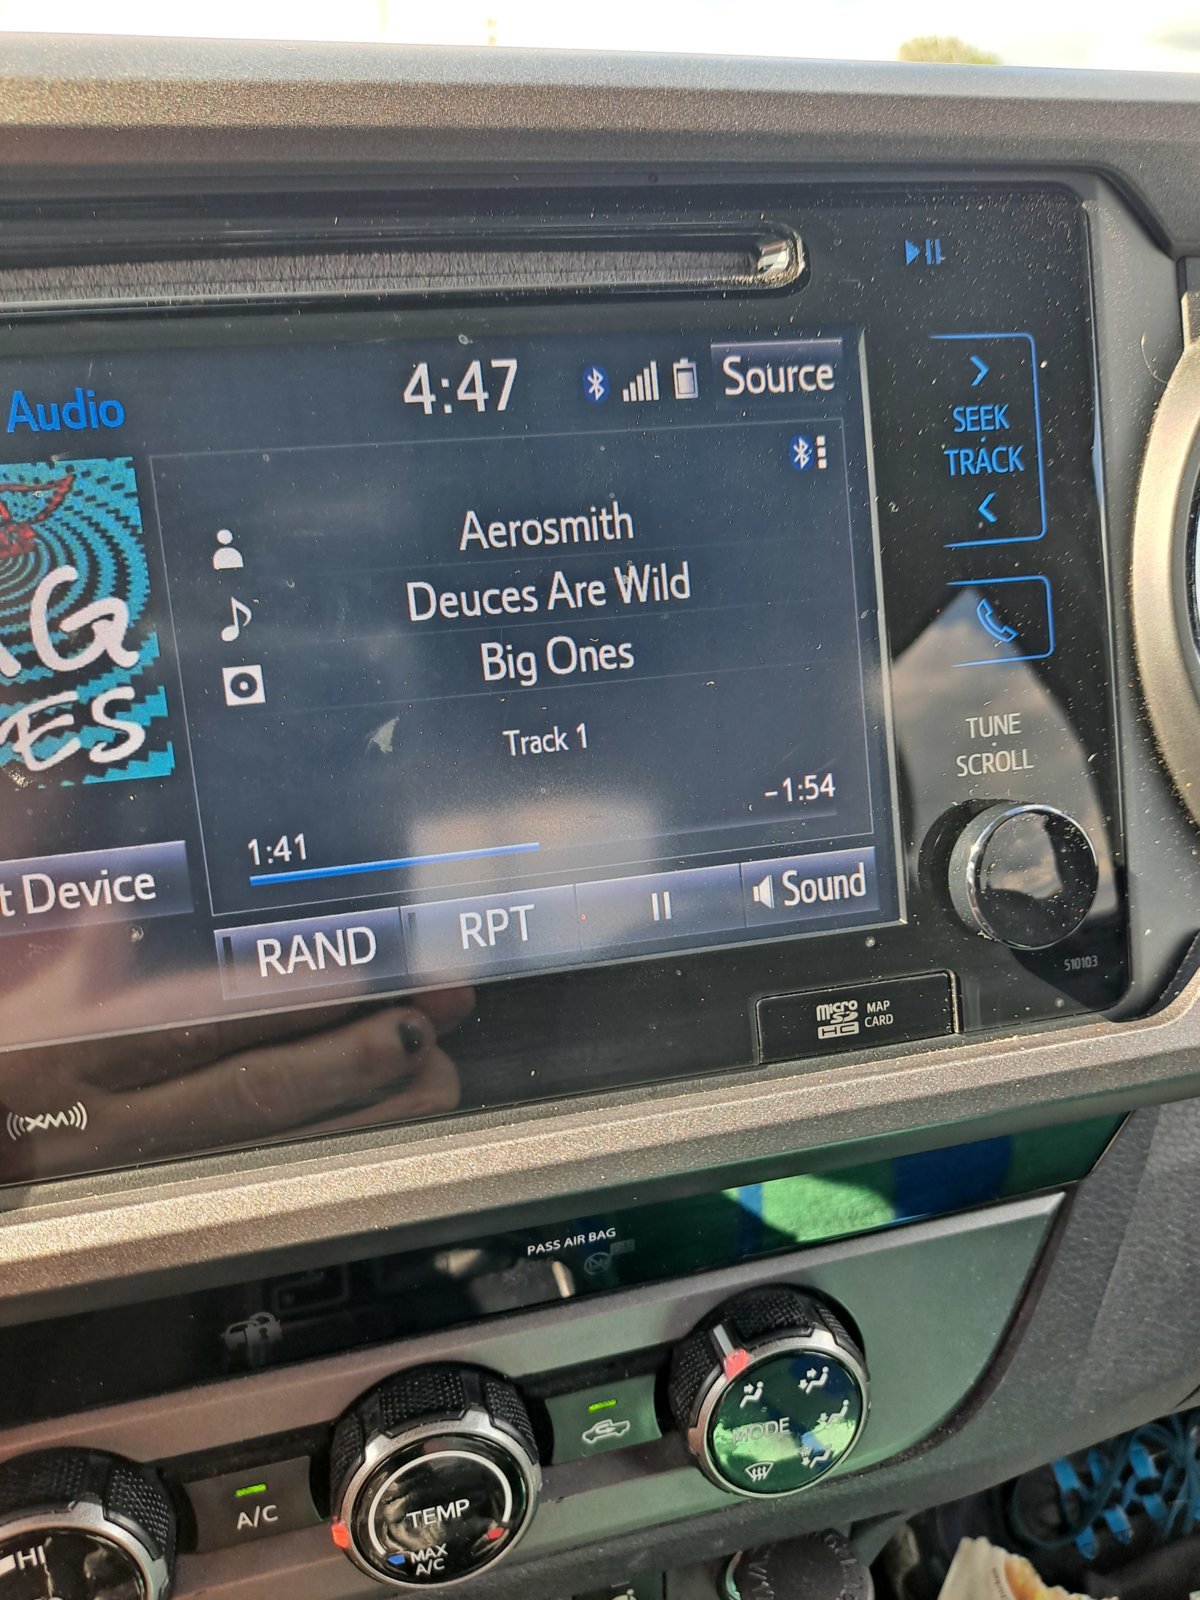 4:47
Source
Audio
SEEK
TRACK
Aerosmith
Deuces Are Wild
Big Ones
G
ES
Track 1
1:41
-1:54
TUNE
SCROLL
t Device
RAND
RPT
Sound
510103
micro
SD
HC
MAP
CARD
((XM))
PASS AIR BAG
A/C
TEMP
MAX
A/C
MODE
HI